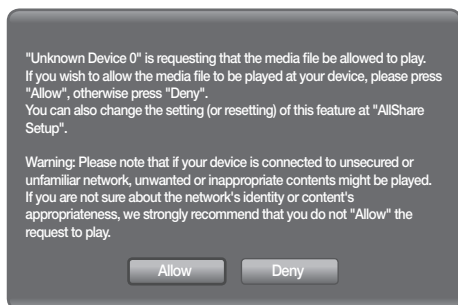 "Unknown Device 0" is requesting that the media file be allowed to play.
If you wish to allow the media file to be played at your device, please press
"Allow", otherwise press "Deny".
You can also change the setting (or resetting) of this feature at "AllShare
Setup".
Warning: Please note that if your device is connected to unsecured or
unfamiliar network, unwanted or inappropriate contents might be played.
If you are not sure about the network's identity or content's
appropriateness, we strongly recommend that you do not "Allow" the
request to play.
Allow Deny